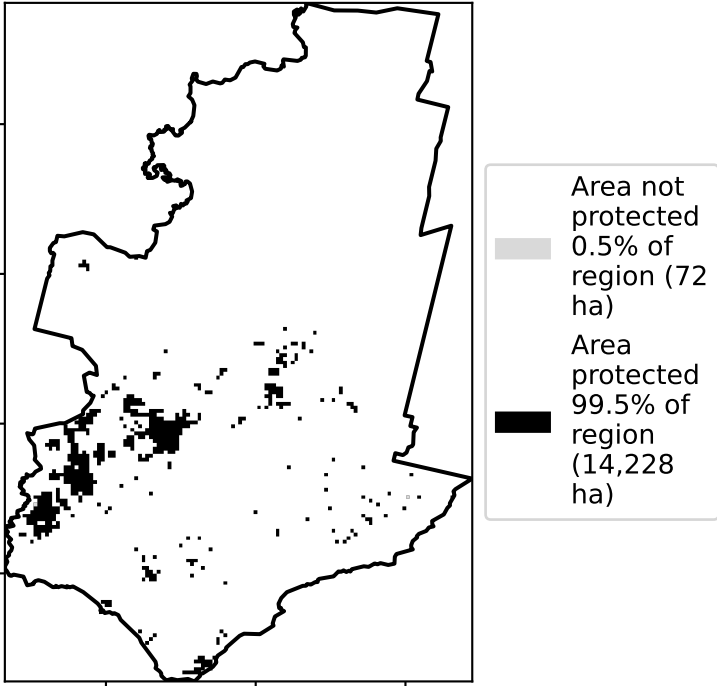 Area not
protected
0.5% of
region (72
ha)
Area
protected
99.5% of
region
(14,228
ha)